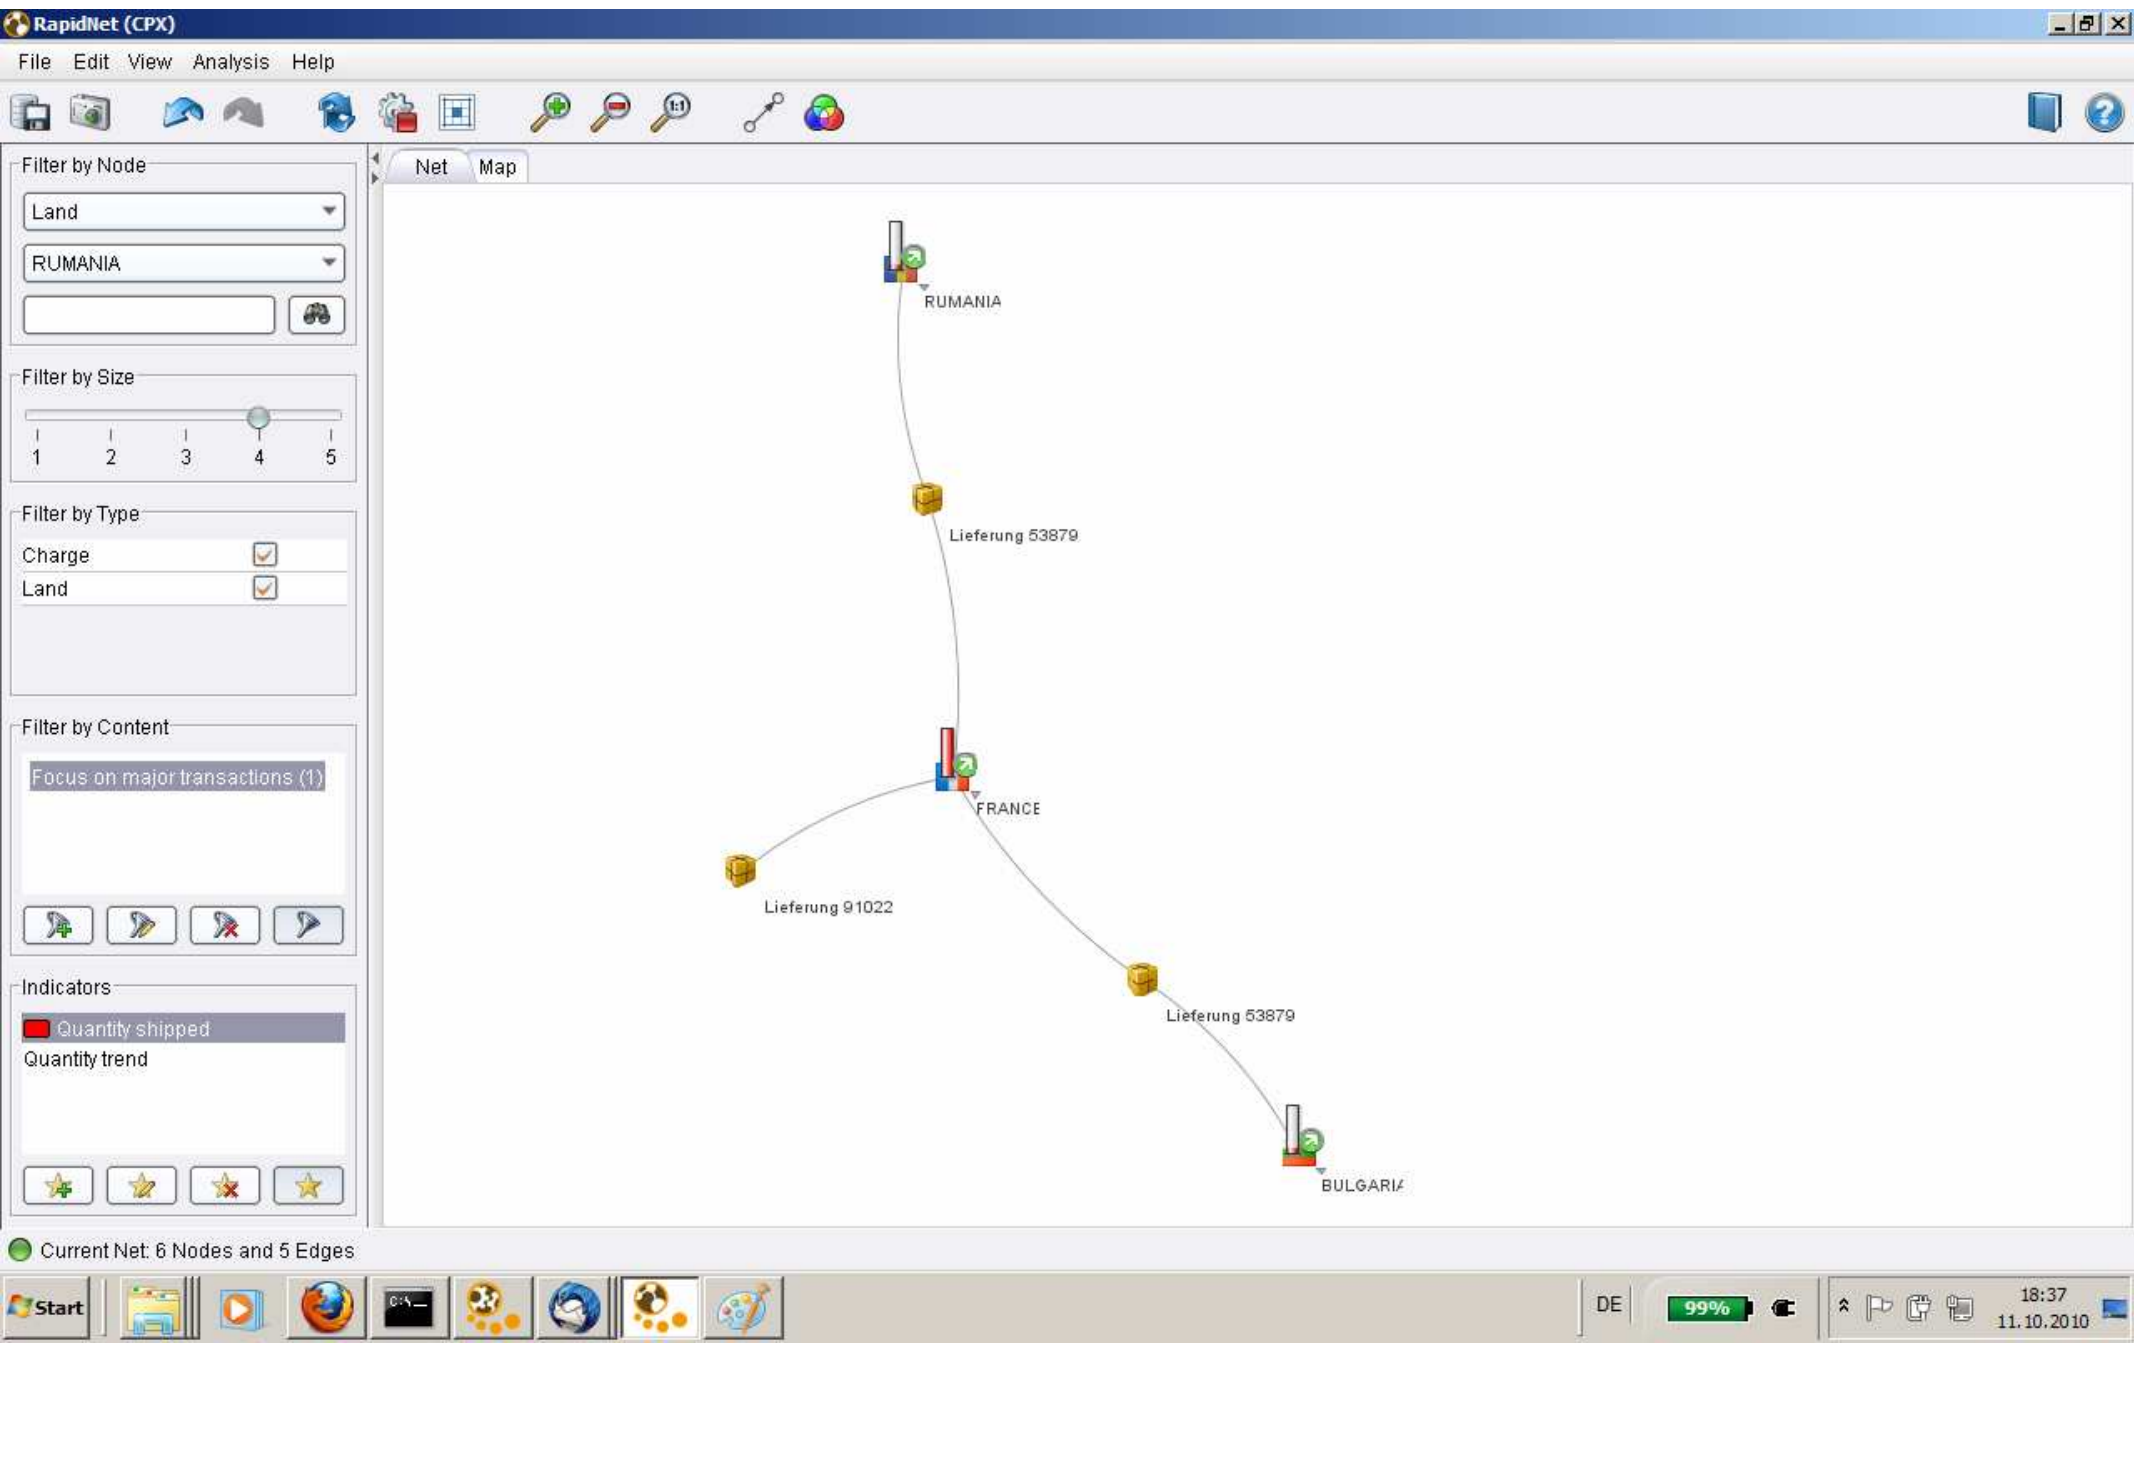 RapidNet (CPX)
File Edit View Analysis Help
1:1
Filter by Node
Land
RUMANIA
Filter by Size
1 2 3 4 5
Filter by Type
Charge
Land
Filter by Content
Focus on major transactions (1)
Indicators
Quantity shipped
Quantity trend
Net Map
RUMANIA
Lieferung 53879
FRANCE
Lieferung 91022
Lieferung 53879
BULGARIA
Current Net: 6 Nodes and 5 Edges
Start
C:\
DE
99%
18:37
11.10.2010